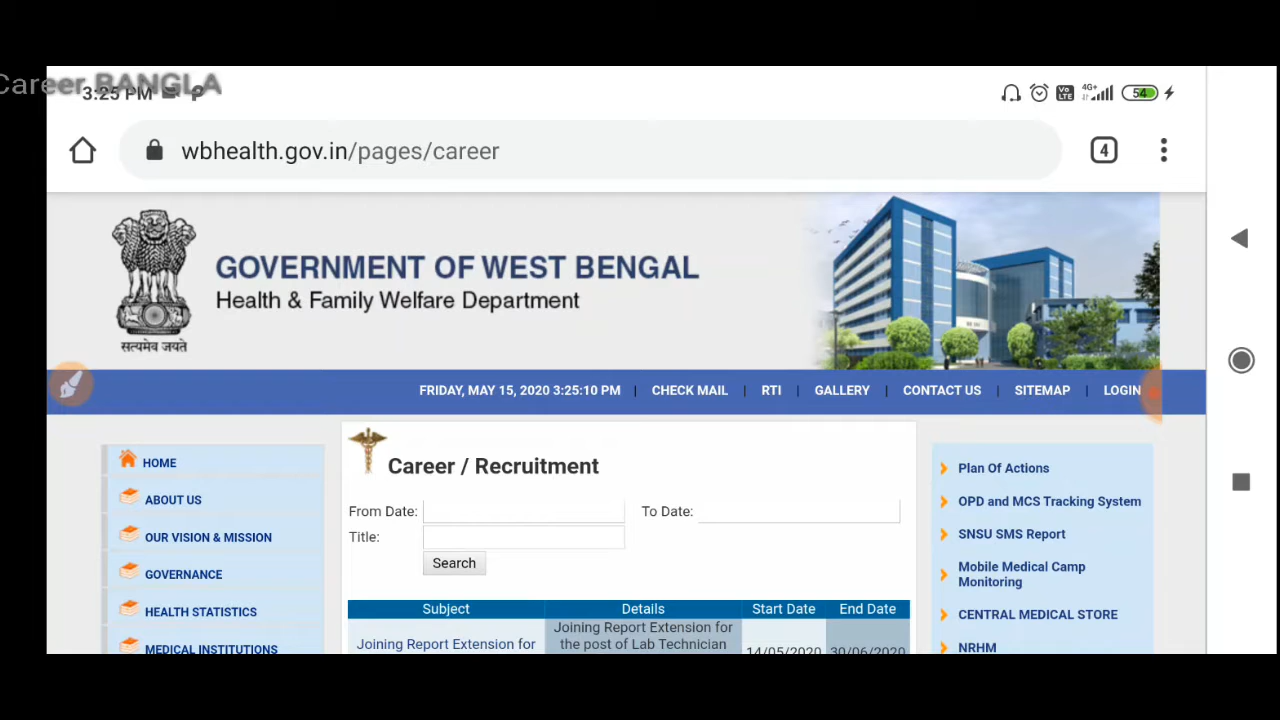 Career BANGLA
3:25 PM
4G+
Vo
LTE
54
wbhealth.gov.in/pages/career
4
GOVERNMENT OF WEST BENGAL
Health & Family Welfare Department
सत्यमेव जयते
FRIDAY, MAY 15, 2020 3:25:10 PM | CHECK MAIL | RTI | GALLERY | CONTACT US | SITEMAP | LOGIN
HOME
ABOUT US
OUR VISION & MISSION
GOVERNANCE
HEALTH STATISTICS
MEDICAL INSTITUTIONS
Career / Recruitment
From Date:
To Date:
Title:
Search
Subject Details Start Date End Date
Joining Report Extension for
Joining Report Extension for
the post of Lab Technician
14/05/2020 30/06/2020
Plan Of Actions
OPD and MCS Tracking System
SNSU SMS Report
Mobile Medical Camp
Monitoring
CENTRAL MEDICAL STORE
NRHM